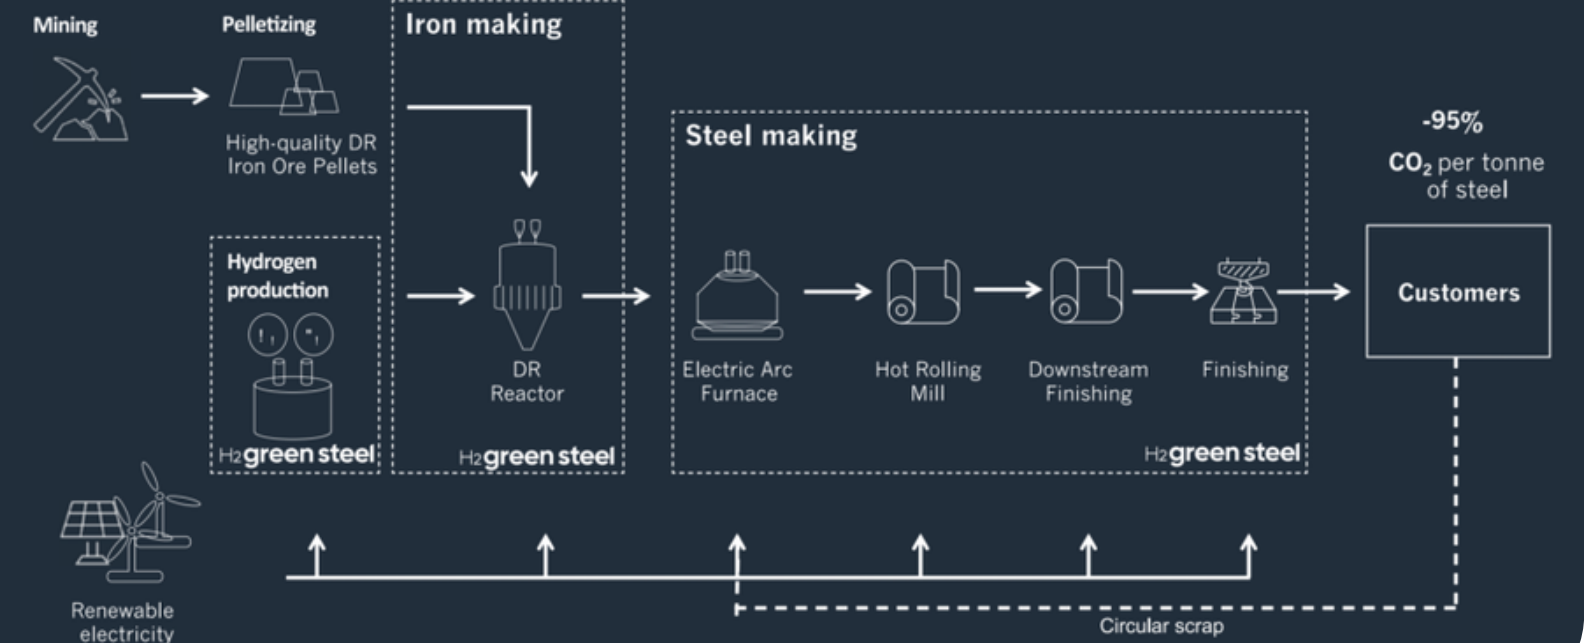 Mining
Pelletizing
High-quality DR
Iron Ore Pellets
Iron making
Hydrogen
production
H2green steel
DR
Reactor
H2green steel
Steel making
Electric Arc
Furnace
Hot Rolling
Mill
Downstream
Finishing
Finishing
H2green steel
-95%
CO₂ per tonne
of steel
Customers
Renewable
electricity
Circular scrap